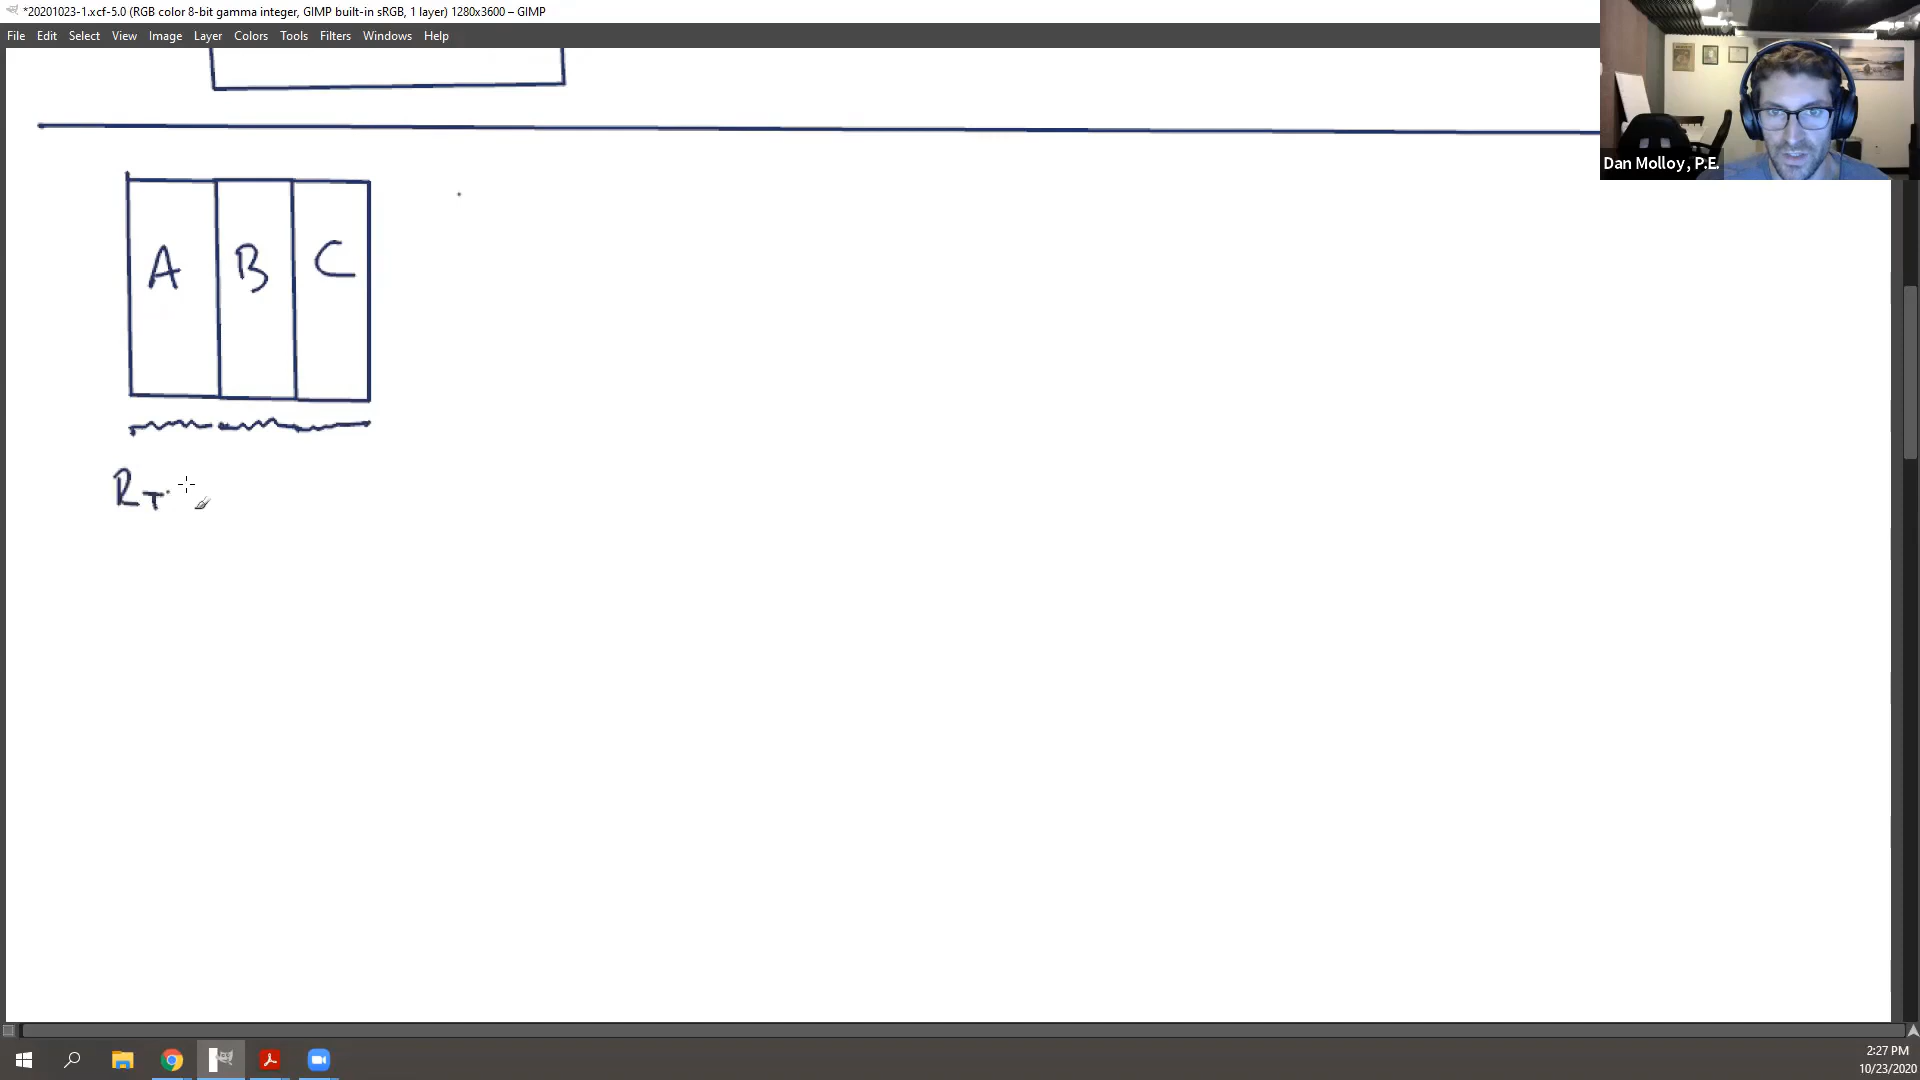 *20201023-1.xcf-5.0 (RGB color 8-bit gamma integer, GIMP built-in sRGB, 1 layer) 1280x3600 – GIMP
File Edit Select View Image Layer Colors Tools Filters Windows Help
Dan Molloy, P.E.
A B C
RT
2:27 PM
10/23/2020